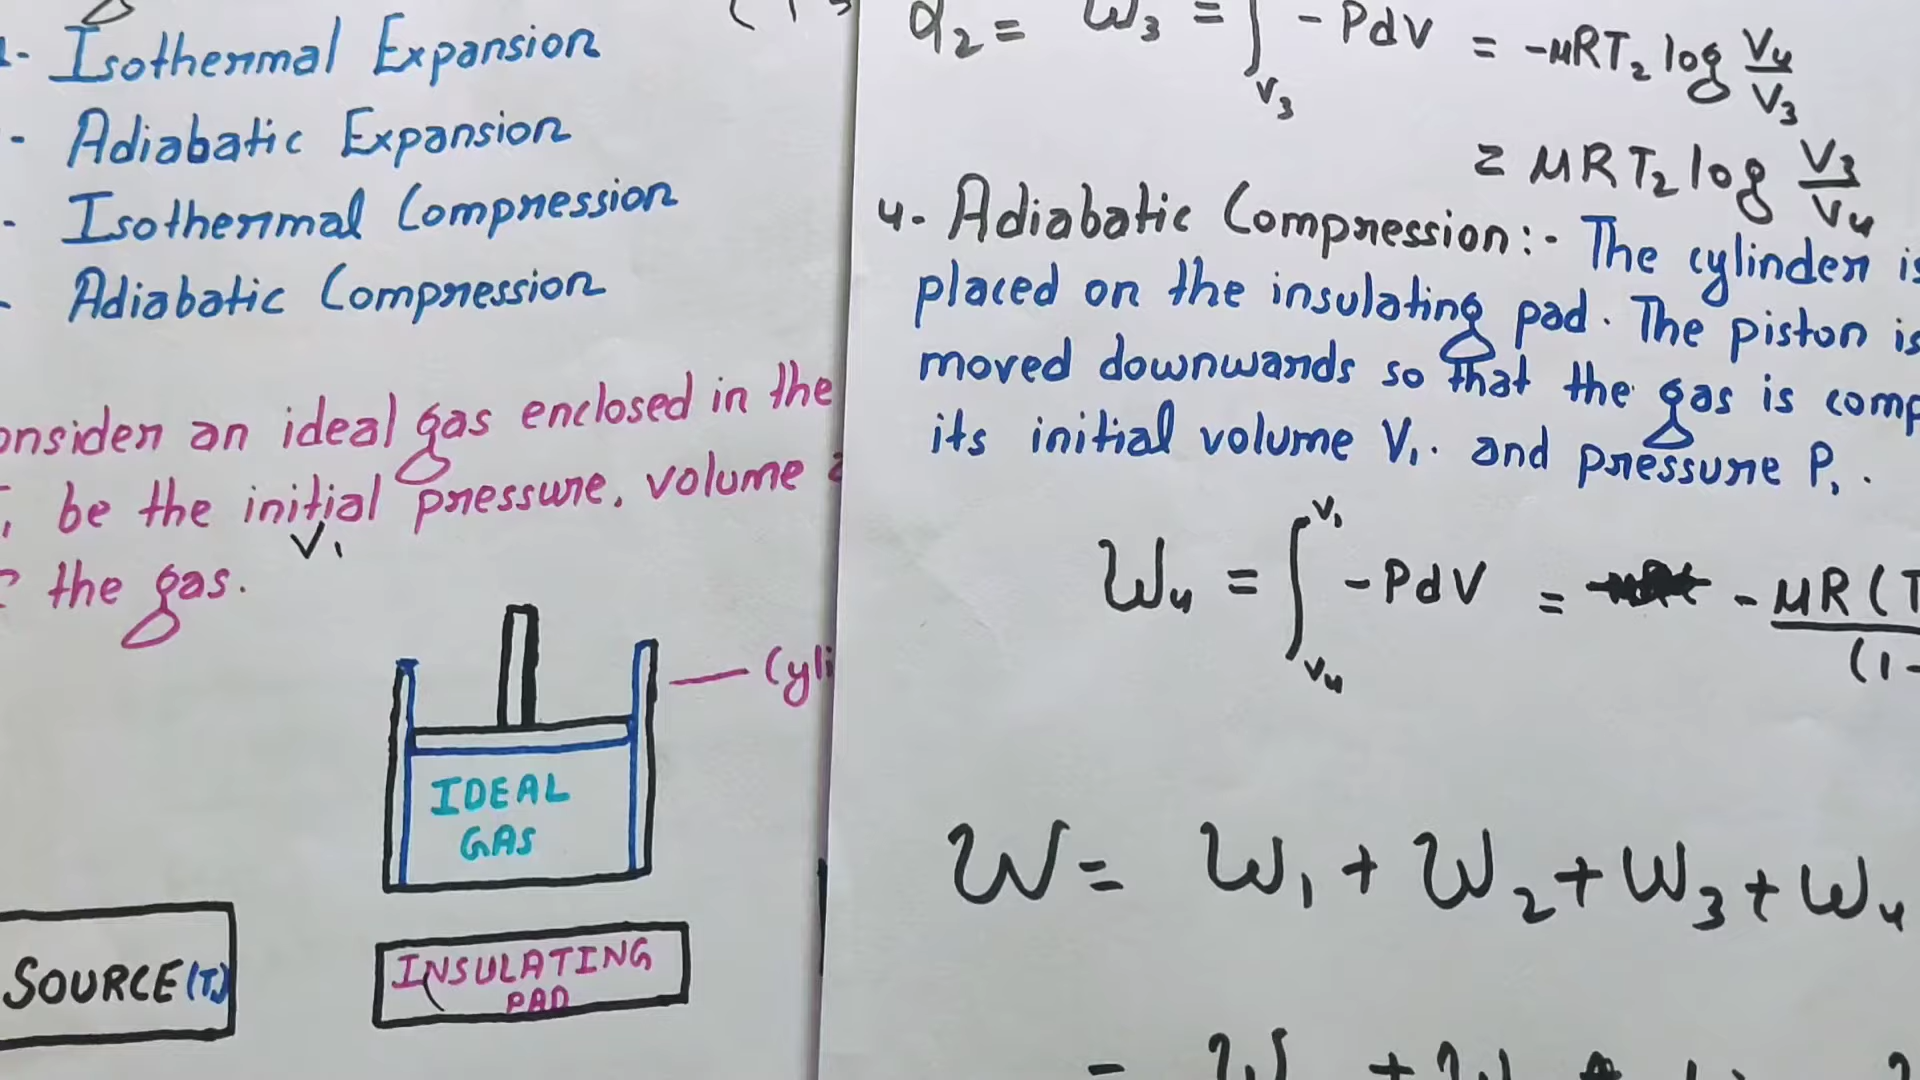 Isothermal Expansion
- Adiabatic Expansion
- Isothermal Compression
- Adiabatic Compression
an ideal gas enclosed in the
be the initial pressure, volume
V₁
the gas.
IDEAL
GAS
SOURCE (T₁)
INSULATING
PAD
Q₂ = W₃ = ∫ - PdV = -μRT₂ log V₄/V₃
V₃
= μRT₂ log V₃/V₄
4. Adiabatic Compression:- The cylinder is
placed on the insulating pad. The piston is
moved downwards so that the gas is
its initial volume V₁. and pressure P₁.
W₄ = ∫ - PdV = - μR(T
V₁
V₄
(1-
W = W₁ + W₂ + W₃ + W₄